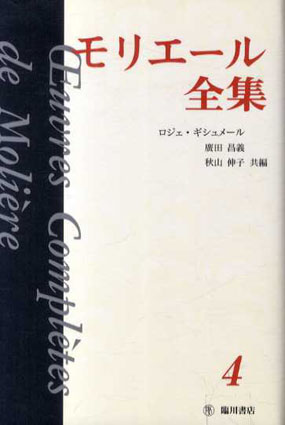 モリエール
全集
ロジェ・ギシュメール
廣田 昌義
秋山 伸子 共編
Œuvres Complètes
de Molière
4
臨川書店